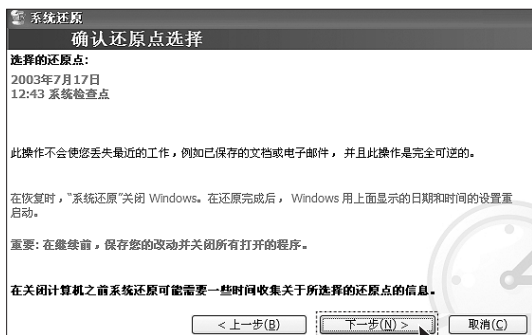 系统还原
确认还原点选择
选择的还原点:
2003年7月17日
12:43 系统检查点
此操作不会使您丢失最近的工作，例如已保存的文档或电子邮件，并且此操作是完全可逆的。
在恢复时，"系统还原"关闭 Windows。在还原完成后，Windows 用上面显示的日期和时间的设置重
启动。
重要: 在继续前，保存您的改动并关闭所有打开的程序。
在关闭计算机之前系统还原可能需要一些时间收集关于所选择的还原点的信息。
< 上一步(B) 下一步(N) > 取消(C)